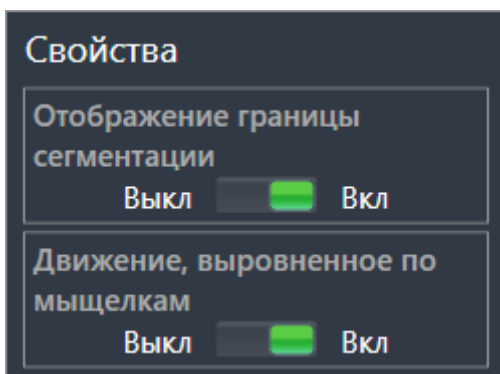 Свойства
Отображение границы
сегментации
Выкл Вкл
Движение, выровненное по
мыщелкам
Выкл Вкл